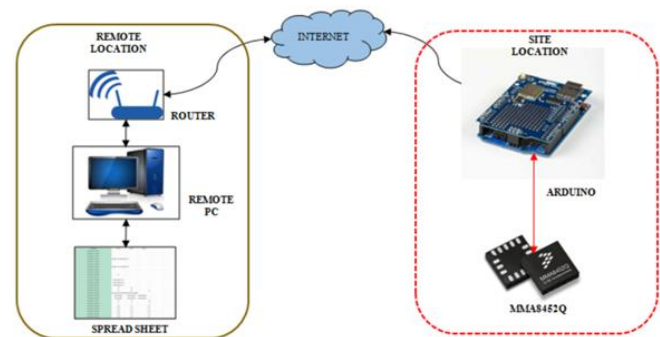 REMOTE
LOCATION
ROUTER
REMOTE
PC
SPREAD SHEET
INTERNET
SITE
LOCATION
ARDUINO
MMA8452Q